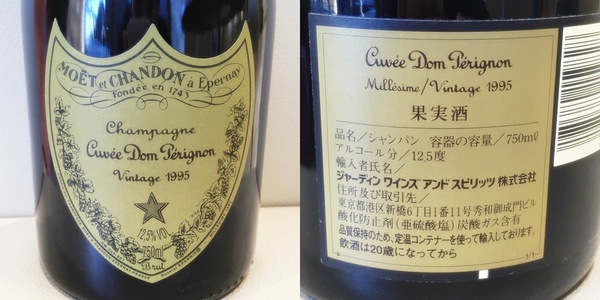 MOËT et CHANDON à Epernay
Fondée en 1743
Champagne
Cuvée Dom Pérignon
Vintage 1995
12,5% VOL.
750ml
Brut
Cuvée Dom Pérignon
Millésime/Vintage 1995
果実酒
品名／シャンパン 容器の容量／750ml
アルコール分／12.5度
輸入者氏名／
ジャーディン ワインズ アンド スピリッツ 株式会社
住所及び取引先／
東京都港区新橋6丁目1番11号秀和御成門ビル
酸化防止剤（亜硫酸塩）炭酸ガス含有
品質保持のため、定温コンテナーを使って輸入しております。
飲酒は20歳になってから